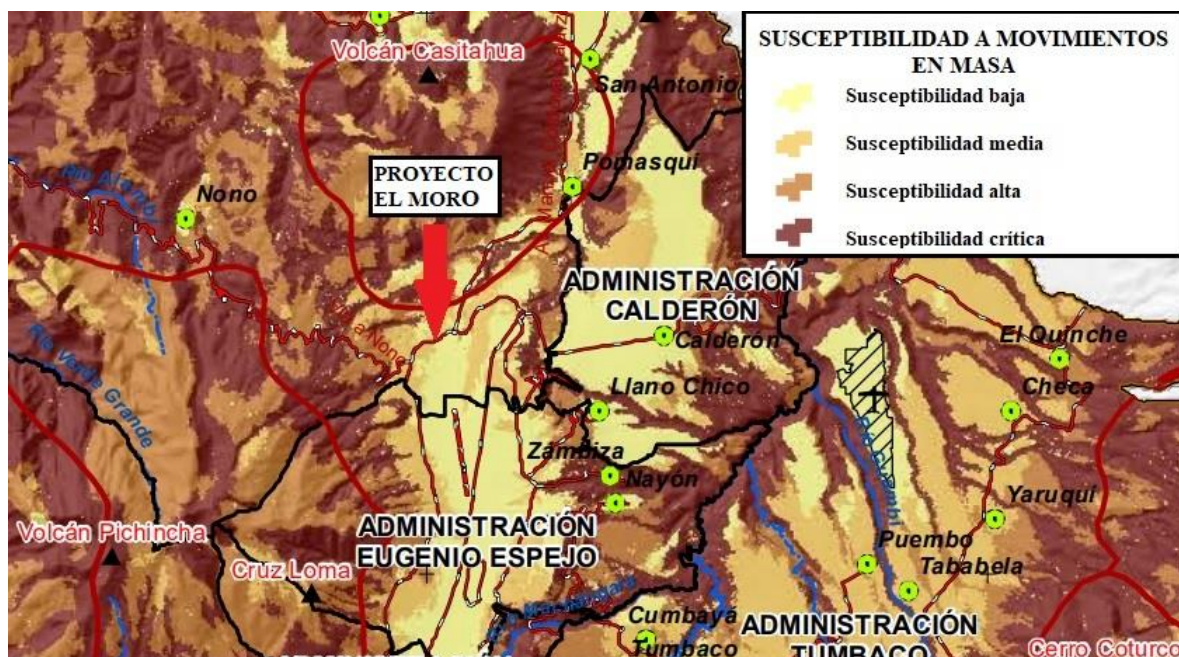 SUSCEPTIBILIDAD A MOVIMIENTOS
EN MASA
Susceptibilidad baja
Susceptibilidad media
Susceptibilidad alta
Susceptibilidad crítica
Volcán Casitahua
San Antonio
Pomasqui
PROYECTO
EL MORO
Nono
ADMINISTRACIÓN
CALDERÓN
Calderón
El Quinche
Checa
Llano Chico
Río Verde Grande
Zámbiza
Nayón
Yaruquí
ADMINISTRACIÓN
EUGENIO ESPEJO
Volcán Pichincha
Puembo
Tababela
Cruz Loma
Cumbayá
Tumbaco
ADMINISTRACIÓN
TUMBACO
Cerro Coturco